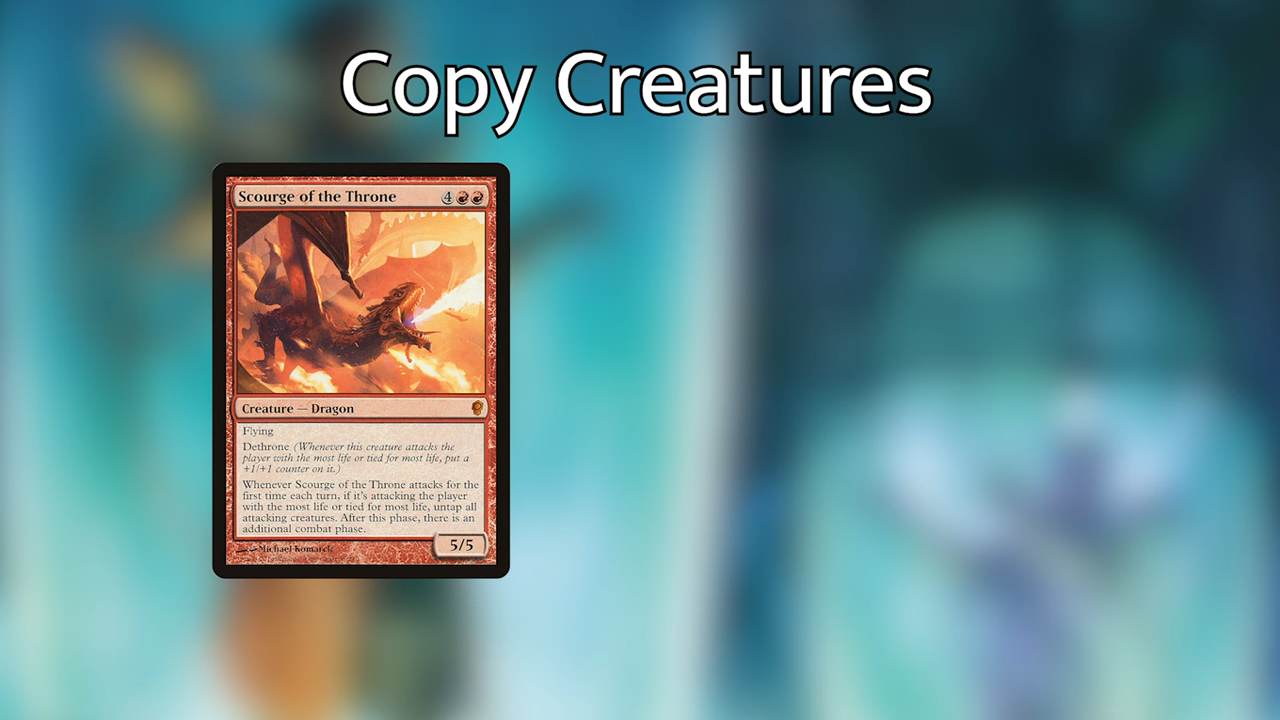 Copy Creatures
Scourge of the Throne 4
Creature — Dragon
Flying
Dethrone (Whenever this creature attacks the
player with the most life or tied for most life, put a
+1/+1 counter on it.)
Whenever Scourge of the Throne attacks for the
first time each turn, if it's attacking the player
with the most life or tied for most life, untap all
attacking creatures. After this phase, there is an
additional combat phase.
Michael Komarck
5/5